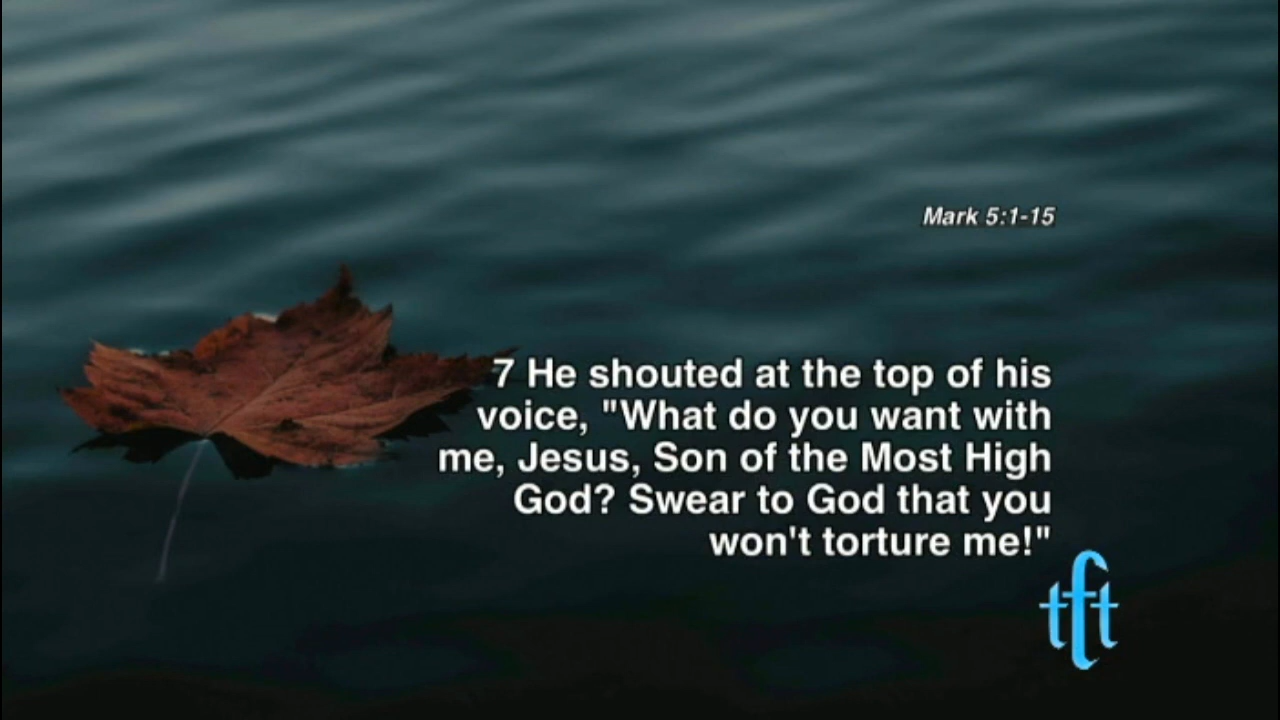 Mark 5:1-15
7 He shouted at the top of his
voice, "What do you want with
me, Jesus, Son of the Most High
God? Swear to God that you
won't torture me!"
tft